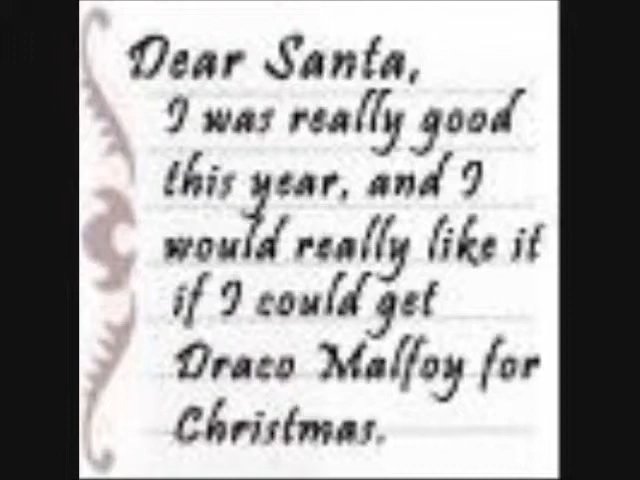 Dear Santa,
I was really good
this year, and I
would really like it
if I could get
Draco Malfoy for
Christmas.